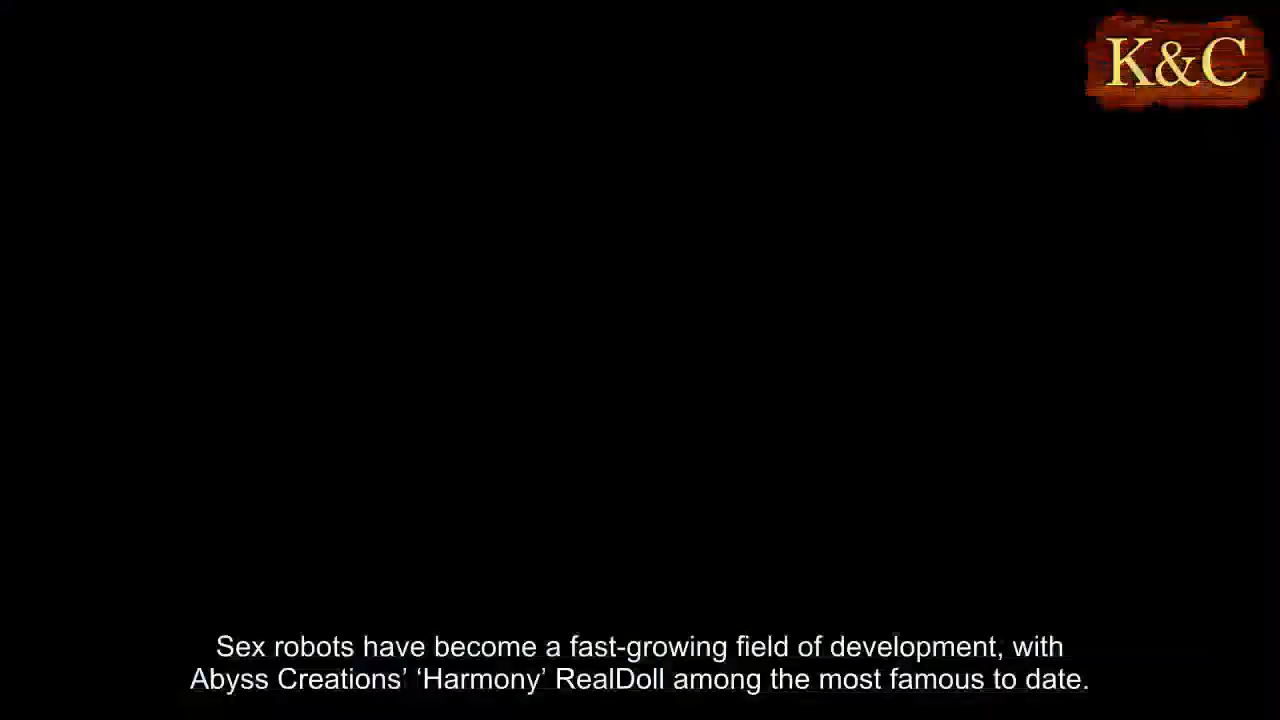 K&C
Sex robots have become a fast-growing field of development, with
Abyss Creations’ ‘Harmony’ RealDoll among the most famous to date.